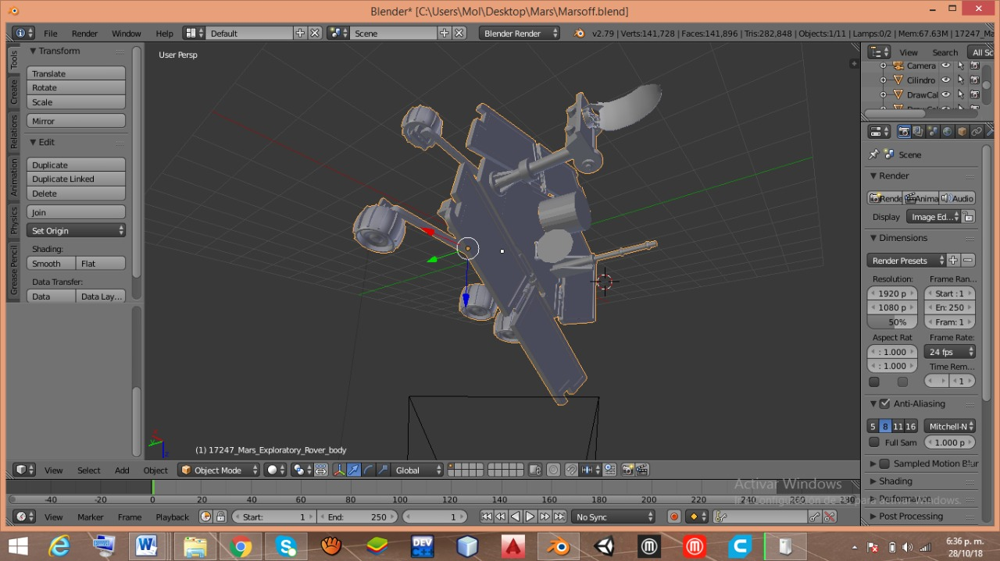 Blender* [C:\Users\Mol\Desktop\Mars\Marsoff.blend]
File Render Window Help Default Scene Blender Render v2.79 | Verts:141,728 | Faces:141,896 | Tris:282,848 | Objects:1/11 | Lamps:0/2 | Mem:67.63M | 17247_Ma
Tools
Create
Relations
Animation
Physics
Grease Pencil
Transform
Translate
Rotate
Scale
Mirror
Edit
Duplicate
Duplicate Linked
Delete
Join
Set Origin
Shading:
Smooth Flat
Data Transfer:
Data Data Lay...
User Persp
(1) 17247_Mars_Exploratory_Rover_body
View Search All Sc
Camera
Cilindro
DrawCal
Scene
Render
Rende Anima Audio
Display Image Ed...
Dimensions
Render Presets
Resolution: Frame Ran...
1920 p Start : 1
1080 p En: 250
50% Fram: 1
Aspect Rat Frame Rate:
: 1.000 24 fps
: 1.000 Time Rem...
1
Anti-Aliasing
5 8 11 16 Mitchell-N
Full Sam 1.000 p
Sampled Motion Blur
Shading
Performance
Post Processing
View Select Add Object Object Mode Global
Activar Windows
-40 -20 0 20 40 60 80 100 120 140 160 180 200 220 240 260 280
View Marker Frame Playback Start: 1 End: 250 1 No Sync
DEV
6:36 p. m.
28/10/18